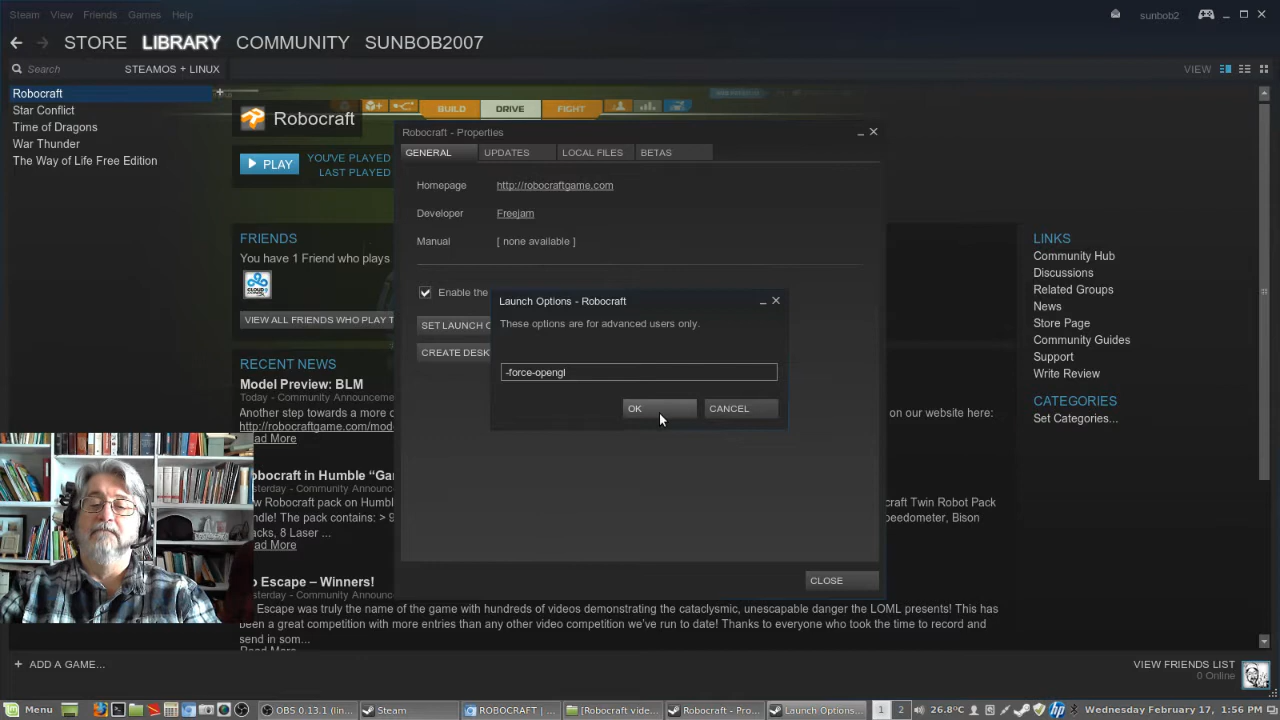 Steam View Friends Games Help
sunbob2
STORE LIBRARY COMMUNITY SUNBOB2007
Search STEAMOS + LINUX
VIEW
Robocraft
Star Conflict
Time of Dragons
War Thunder
The Way of Life Free Edition
BUILD DRIVE FIGHT
Robocraft
PLAY
YOU'VE PLAYED
LAST PLAYED
Robocraft - Properties
GENERAL UPDATES LOCAL FILES BETAS
Homepage http://robocraftgame.com
Developer Freejam
Manual [ none available ]
Enable the
SET LAUNCH O
CREATE DESK
Launch Options - Robocraft
These options are for advanced users only.
-force-opengl
OK CANCEL
CLOSE
FRIENDS
You have 1 Friend who plays
CLOUD9
VIEW ALL FRIENDS WHO PLAY T
RECENT NEWS
Model Preview: BLM
Today - Community Announceme
Another step towards a more c
on our website here:
http://robocraftgame.com/mod
ead More
obocraft in Humble “Ga
esterday - Community Announc
w Robocraft pack on Humbl
craft Twin Robot Pack
ndle! The pack contains: > 9
peedometer, Bison
acks, 8 Laser ...
ad More
o Escape – Winners!
sterday - Community Announc
Escape was truly the name of the game with hundreds of videos demonstrating the cataclysmic, unescapable danger the LOML presents! This has
been a great competition with more entries than any other video competition we've run to date! Thanks to everyone who took the time to record and
send in som...
Read More
LINKS
Community Hub
Discussions
Related Groups
News
Store Page
Community Guides
Support
Write Review
CATEGORIES
Set Categories...
+ ADD A GAME...
VIEW FRIENDS LIST
0 Online
Menu
OBS 0.13.1 (lin...
Steam
ROBOCRAFT | ...
[Robocraft vide...
Robocraft - Pro...
Launch Options...
1 2
26.8°C
Wednesday February 17, 1:56 PM